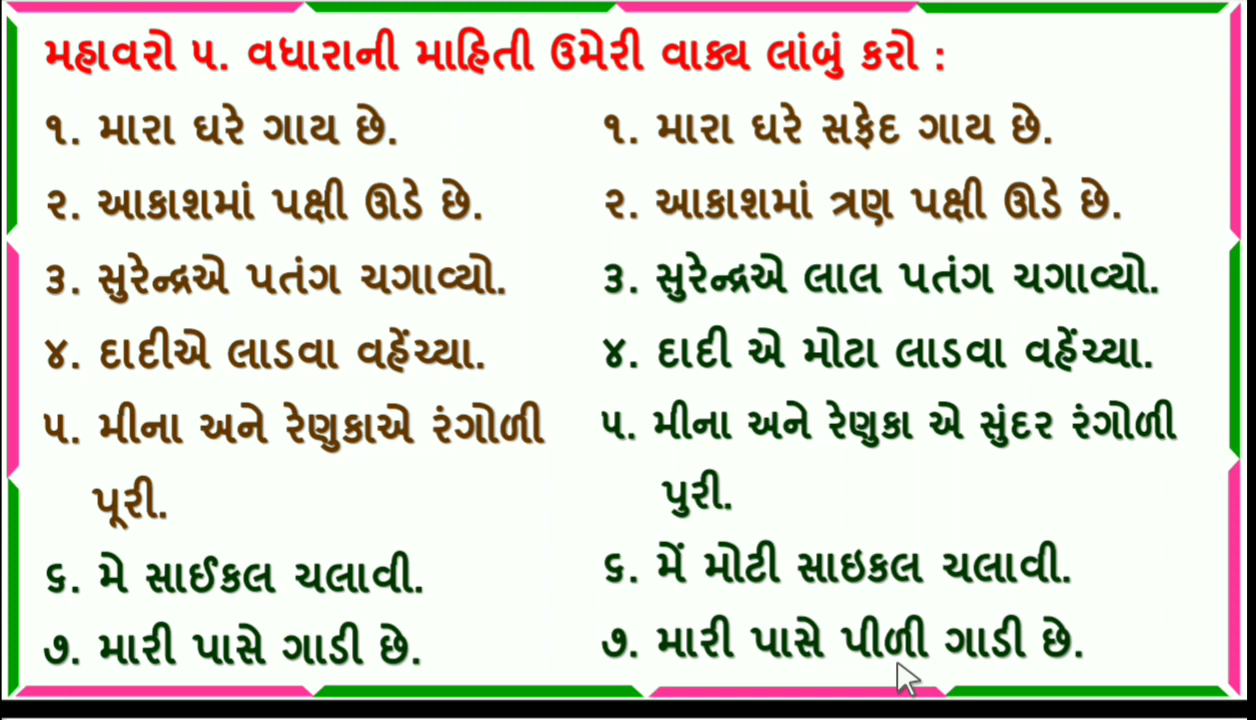 મહાવરો ૫. વધારાની માહિતી ઉમેરી વાક્ય લાંબું કરો :
૧. મારા ઘરે ગાય છે.
૨. આકાશમાં પક્ષી ઊડે છે.
૩. સુરેન્દ્રએ પતંગ ચગાવ્યો.
૪. દાદીએ લાડવા વહેંચ્યા.
૫. મીના અને રેણુકાએ રંગોળી
પૂરી.
૬. મે સાઈકલ ચલાવી.
૭. મારી પાસે ગાડી છે.
૧. મારા ઘરે સફેદ ગાય છે.
૨. આકાશમાં ત્રણ પક્ષી ઊડે છે.
૩. સુરેન્દ્રએ લાલ પતંગ ચગાવ્યો.
૪. દાદી એ મોટા લાડવા વહેંચ્યા.
૫. મીના અને રેણુકા એ સુંદર રંગોળી
પુરી.
૬. મેં મોટી સાઇકલ ચલાવી.
૭. મારી પાસે પીળી ગાડી છે.